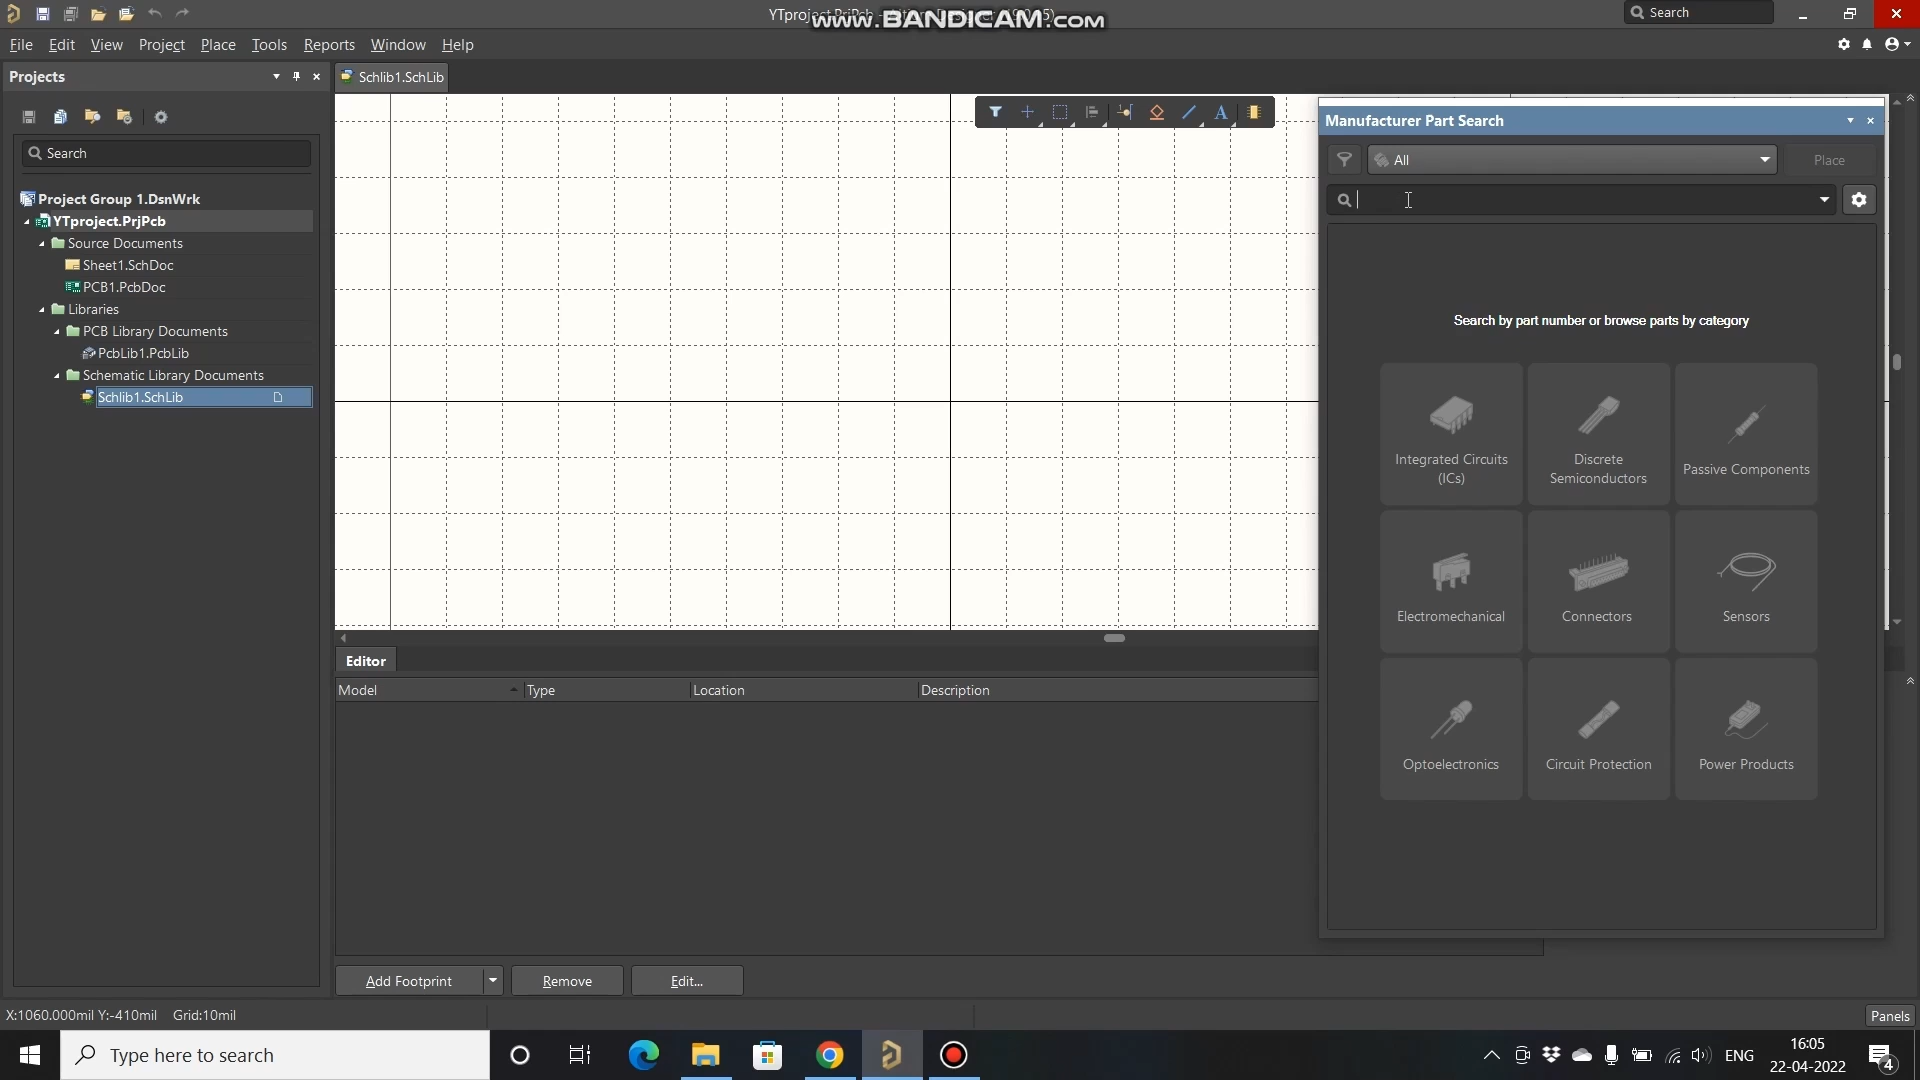 YTproject.PrjPcb
www.BANDICAM.com
Search
File Edit View Project Place Tools Reports Window Help
Projects
Schlib1.SchLib
Manufacturer Part Search
All
Place
Search
Search by part number or browse parts by category
Project Group 1.DsnWrk
YTproject.PrjPcb
Source Documents
Sheet1.SchDoc
PCB1.PcbDoc
Libraries
PCB Library Documents
PcbLib1.PcbLib
Schematic Library Documents
Schlib1.SchLib
Integrated Circuits
(ICs)
Discrete
Semiconductors
Passive Components
Electromechanical
Connectors
Sensors
Optoelectronics
Circuit Protection
Power Products
Editor
Model Type Location Description
Add Footprint
Remove
Edit...
X:1060.000mil Y:-410mil Grid:10mil
Panels
Type here to search
ENG
16:05
22-04-2022
4